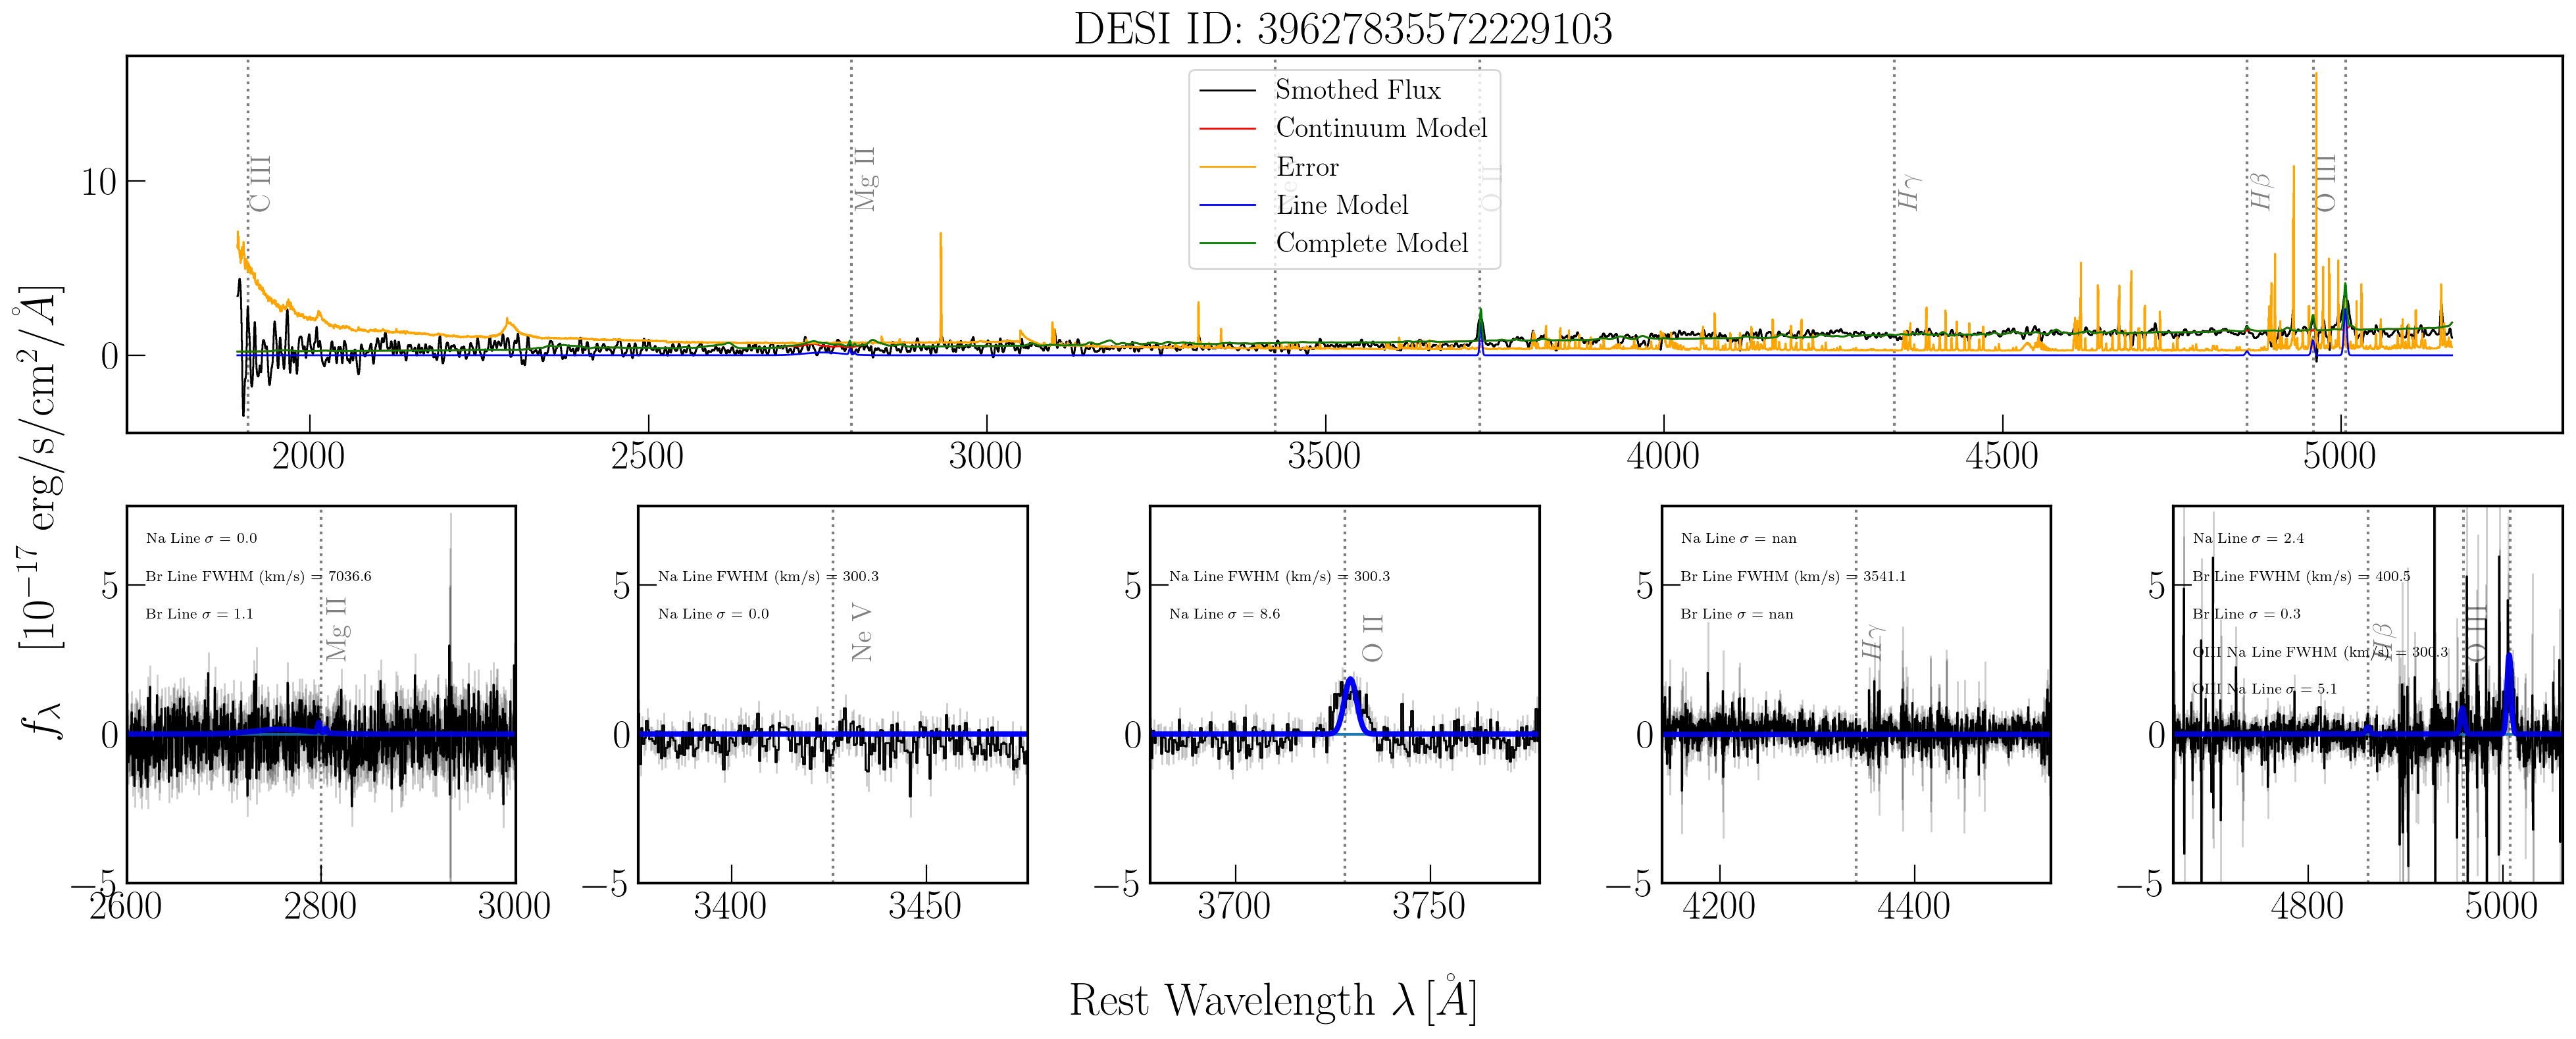 DESI ID: 39627835572229103
Smothed Flux
Continuum Model
Error
Line Model
Complete Model
C III
Mg II
O II
Hγ
Hβ
O III
10
0
2000 2500 3000 3500 4000 4500 5000
fλ [10⁻¹⁷ erg/s/cm²/Å]
Na Line σ = 0.0
Br Line FWHM (km/s) = 7036.6
Br Line σ = 1.1
Mg II
5
0
−5
2600 2800 3000
Na Line FWHM (km/s) = 300.3
Na Line σ = 0.0
Ne V
5
0
−5
3400 3450
Na Line FWHM (km/s) = 300.3
Na Line σ = 8.6
O II
5
0
−5
3700 3750
Na Line σ = nan
Br Line FWHM (km/s) = 3541.1
Br Line σ = nan
Hγ
5
0
−5
4200 4400
Na Line σ = 2.4
Br Line FWHM (km/s) = 400.5
Br Line σ = 0.3
OIII Na Line FWHM (km/s) = 300.3
OIII Na Line σ = 5.1
Hβ
O III
5
0
−5
4800 5000
Rest Wavelength λ [Å]